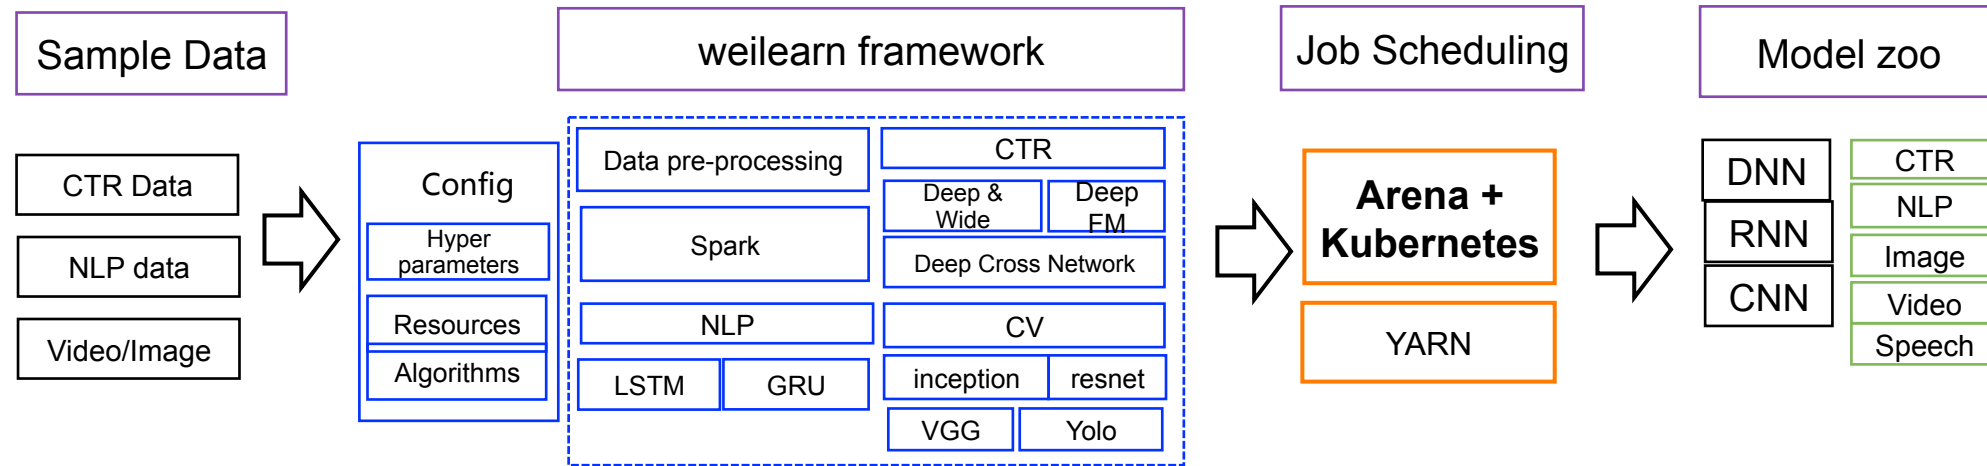 Sample Data
weilearn framework
Job Scheduling
Model zoo
CTR Data
NLP data
Video/Image
Config
Hyper
parameters
Resources
Algorithms
Data pre-processing
Spark
NLP
LSTM
GRU
CTR
Deep &
Wide
Deep
FM
Deep Cross Network
CV
inception
resnet
VGG
Yolo
Arena +
Kubernetes
YARN
DNN
RNN
CNN
CTR
NLP
Image
Video
Speech